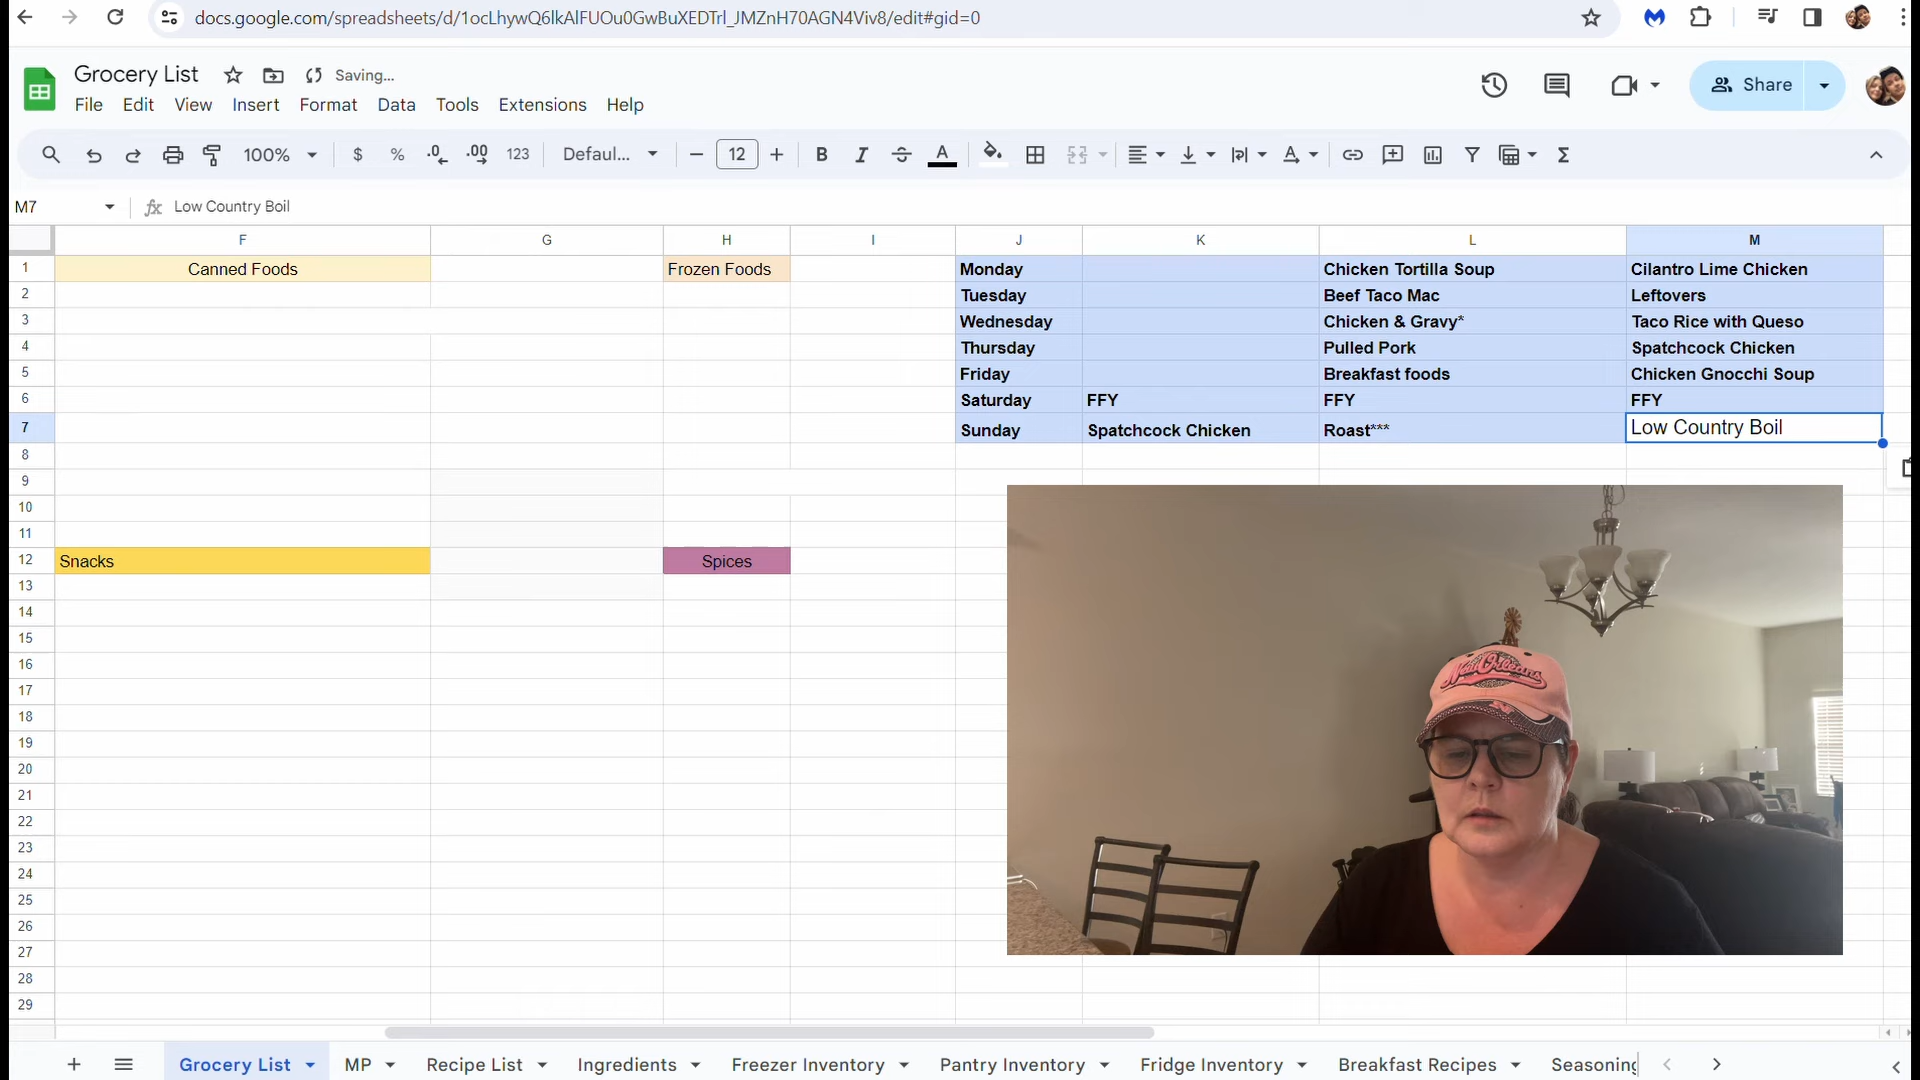 docs.google.com/spreadsheets/d/1ocLhywQ6lkAlFUOu0GwBuXEDTrl_JMZnH70AGN4Viv8/edit#gid=0
Grocery List Saving...
File Edit View Insert Format Data Tools Extensions Help
Share
100% $ % .0 .00 123 Defaul... 12 B I A
M7 fx Low Country Boil
F G H I J K L M
1 Canned Foods Frozen Foods Monday Chicken Tortilla Soup Cilantro Lime Chicken
2 Tuesday Beef Taco Mac Leftovers
3 Wednesday Chicken & Gravy* Taco Rice with Queso
4 Thursday Pulled Pork Spatchcock Chicken
5 Friday Breakfast foods Chicken Gnocchi Soup
6 Saturday FFY FFY FFY
7 Sunday Spatchcock Chicken Roast*** Low Country Boil
8
9
10
11
12 Snacks Spices
13
14
15
16
17
18
19
20
21
22
23
24
25
26
27
28
29
New Orleans
Grocery List MP Recipe List Ingredients Freezer Inventory Pantry Inventory Fridge Inventory Breakfast Recipes Seasoning